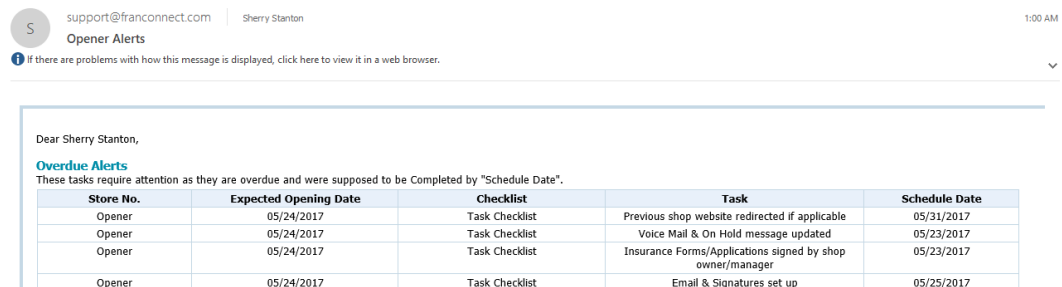 S
support@franconnect.com Sherry Stanton 1:00 AM
Opener Alerts
If there are problems with how this message is displayed, click here to view it in a web browser.
Dear Sherry Stanton,
Overdue Alerts
These tasks require attention as they are overdue and were supposed to be Completed by "Schedule Date".
Store No. Expected Opening Date Checklist Task Schedule Date
Opener 05/24/2017 Task Checklist Previous shop website redirected if applicable 05/31/2017
Opener 05/24/2017 Task Checklist Voice Mail & On Hold message updated 05/23/2017
Opener 05/24/2017 Task Checklist Insurance Forms/Applications signed by shop 05/23/2017
owner/manager
Opener 05/24/2017 Task Checklist Email & Signatures set up 05/25/2017